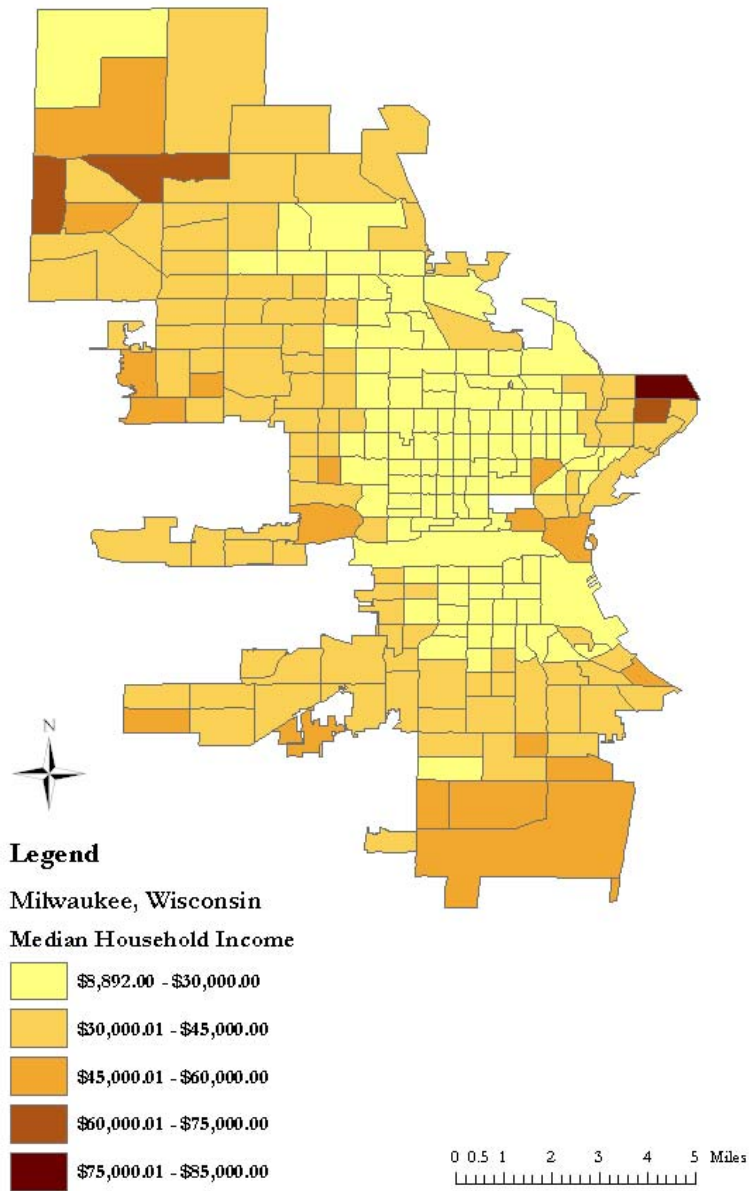 N
Legend
Milwaukee, Wisconsin
Median Household Income
$8,892.00 - $30,000.00
$30,000.01 - $45,000.00
$45,000.01 - $60,000.00
$60,000.01 - $75,000.00
$75,000.01 - $85,000.00
0 0.5 1 2 3 4 5 Miles